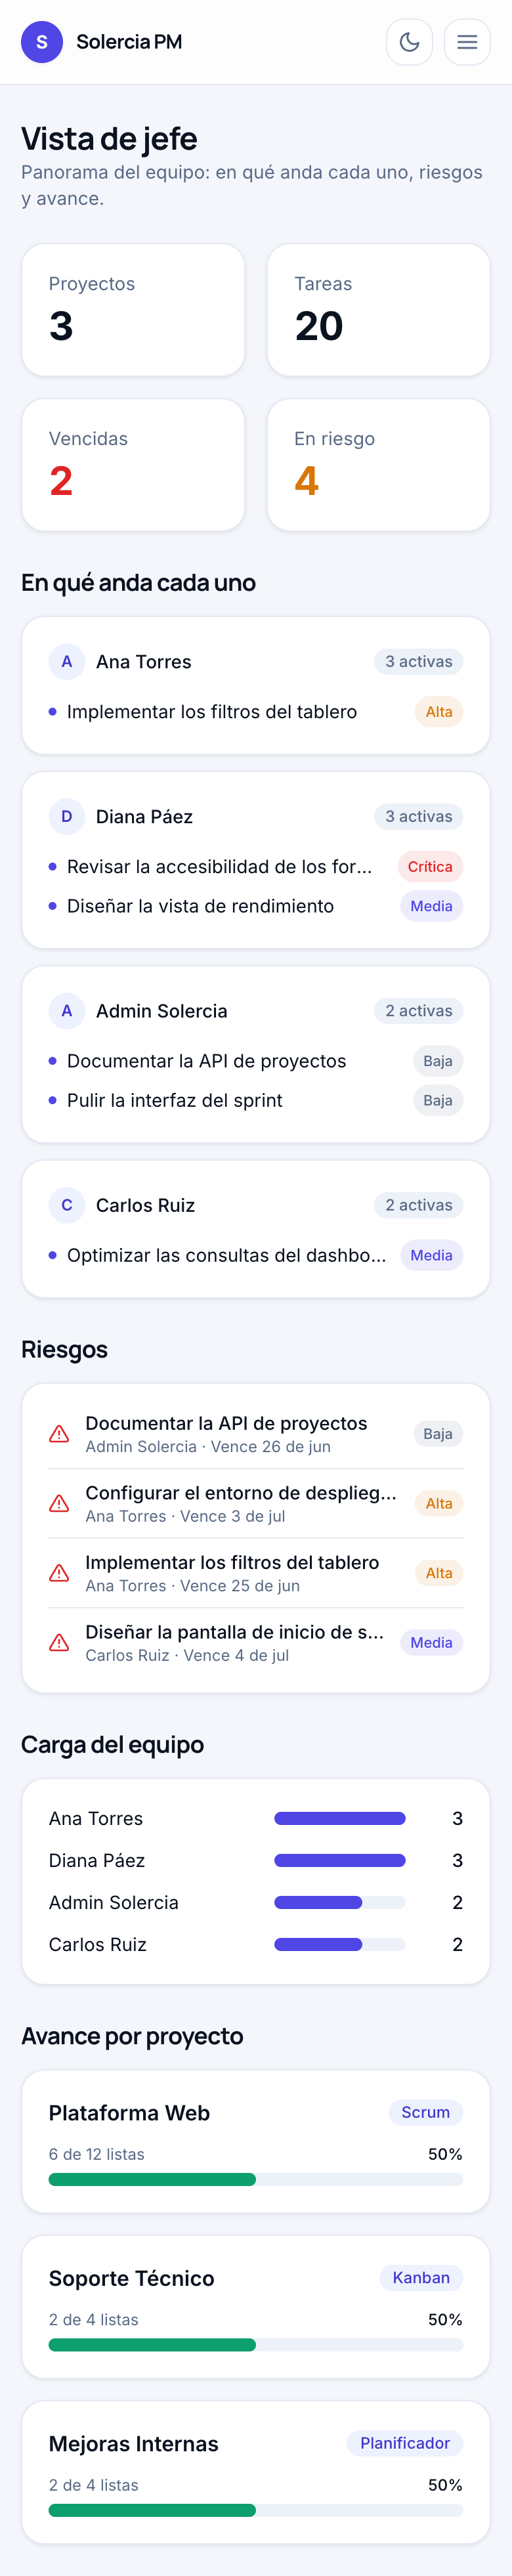 S Solercia PM
Vista de jefe
Panorama del equipo: en qué anda cada uno, riesgos
y avance.
Proyectos
3
Tareas
20
Vencidas
2
En riesgo
4
En qué anda cada uno
A Ana Torres 3 activas
Implementar los filtros del tablero Alta
D Diana Páez 3 activas
Revisar la accesibilidad de los for... Crítica
Diseñar la vista de rendimiento Media
A Admin Solercia 2 activas
Documentar la API de proyectos Baja
Pulir la interfaz del sprint Baja
C Carlos Ruiz 2 activas
Optimizar las consultas del dashbo... Media
Riesgos
Documentar la API de proyectos Baja
Admin Solercia · Vence 26 de jun
Configurar el entorno de desplieg... Alta
Ana Torres · Vence 3 de jul
Implementar los filtros del tablero Alta
Ana Torres · Vence 25 de jun
Diseñar la pantalla de inicio de s... Media
Carlos Ruiz · Vence 4 de jul
Carga del equipo
Ana Torres 3
Diana Páez 3
Admin Solercia 2
Carlos Ruiz 2
Avance por proyecto
Plataforma Web Scrum
6 de 12 listas 50%
Soporte Técnico Kanban
2 de 4 listas 50%
Mejoras Internas Planificador
2 de 4 listas 50%